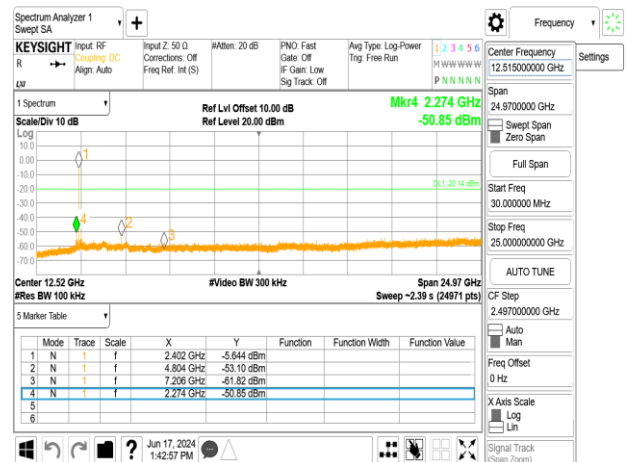 Spectrum Analyzer 1
Swept SA
Frequency
KEYSIGHT
Input: RF
Coupling: DC
Align: Auto
Input Z: 50 Ω
Corrections: Off
Freq Ref: Int (S)
#Atten: 20 dB
PNO: Fast
Gate: Off
IF Gain: Low
Sig Track: Off
Avg Type: Log-Power
Trig: Free Run
1 2 3 4 5 6
M W W W W W
P N N N N N
R
LXI
Center Frequency
12.515000000 GHz
Settings
Span
24.9700000 GHz
Swept Span
Zero Span
Full Span
Start Freq
30.000000 MHz
Stop Freq
25.000000000 GHz
AUTO TUNE
CF Step
2.497000000 GHz
Auto
Man
Freq Offset
0 Hz
X Axis Scale
Log
Lin
Signal Track
(Span Zoom)
1 Spectrum
Scale/Div 10 dB
Ref Lvl Offset 10.00 dB
Ref Level 20.00 dBm
Mkr4 2.274 GHz
-50.85 dBm
Log
10.0
0.00
-10.0
-20.0
-30.0
-40.0
-50.0
-60.0
-70.0
1
DL1 -20.14 dBm
4
2
3
Center 12.52 GHz
#Video BW 300 kHz
Span 24.97 GHz
#Res BW 100 kHz
Sweep ~2.39 s (24971 pts)
5 Marker Table
Mode Trace Scale X Y Function Function Width Function Value
1 N 1 f 2.402 GHz -5.644 dBm
2 N 1 f 4.804 GHz -53.10 dBm
3 N 1 f 7.206 GHz -61.82 dBm
4 N 1 f 2.274 GHz -50.85 dBm
5
6
?
Jun 17, 2024
1:42:57 PM